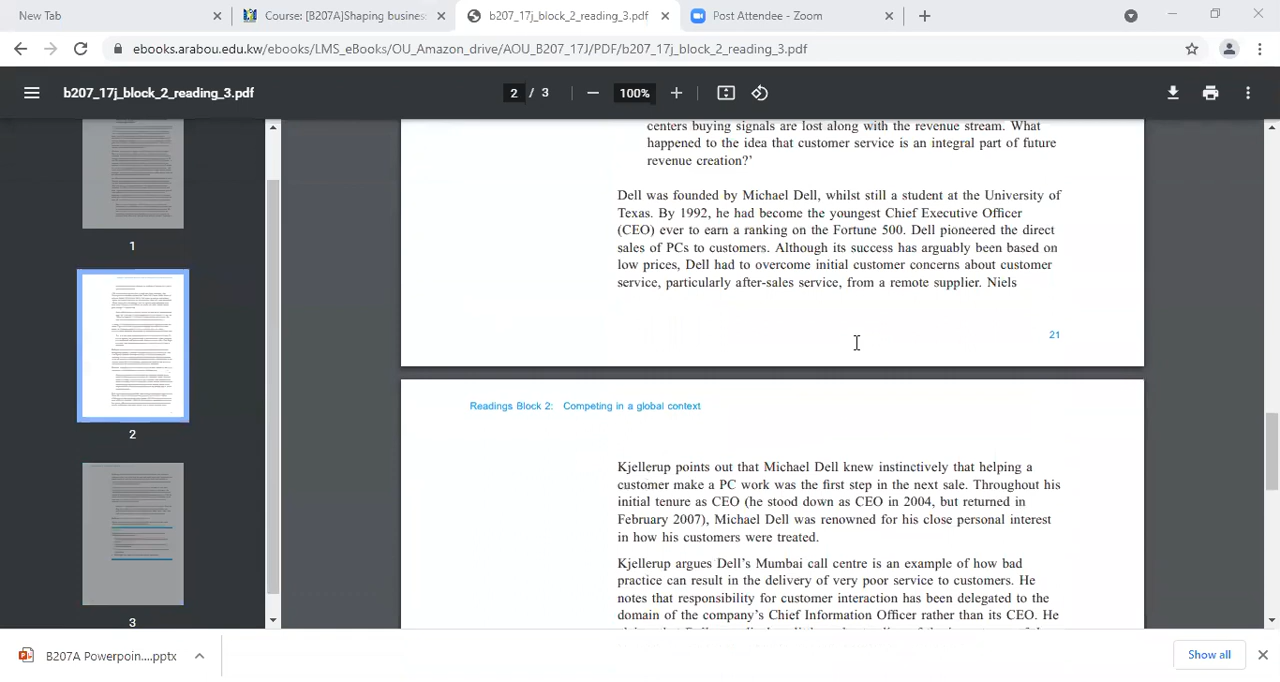 New Tab
Course: [B207A]Shaping busines
b207_17j_block_2_reading_3.pdf
Post Attendee - Zoom
ebooks.arabou.edu.kw/ebooks/LMS_eBooks/OU_Amazon_drive/AOU_B207_17J/PDF/b207_17j_block_2_reading_3.pdf
b207_17j_block_2_reading_3.pdf
2 / 3
100%
1
2
3
centers buying signals are lost along with the revenue stream. What
happened to the idea that customer service is an integral part of future
revenue creation?'
Dell was founded by Michael Dell, whilst still a student at the University of
Texas. By 1992, he had become the youngest Chief Executive Officer
(CEO) ever to earn a ranking on the Fortune 500. Dell pioneered the direct
sales of PCs to customers. Although its success has arguably been based on
low prices, Dell had to overcome initial customer concerns about customer
service, particularly after-sales service, from a remote supplier. Niels
21
Readings Block 2: Competing in a global context
Kjellerup points out that Michael Dell knew instinctively that helping a
customer make a PC work was the first step in the next sale. Throughout his
initial tenure as CEO (he stood down as CEO in 2004, but returned in
February 2007), Michael Dell was renowned for his close personal interest
in how his customers were treated.
Kjellerup argues Dell's Mumbai call centre is an example of how bad
practice can result in the delivery of very poor service to customers. He
notes that responsibility for customer interaction has been delegated to the
domain of the company's Chief Information Officer rather than its CEO. He
B207A Powerpoin....pptx
Show all